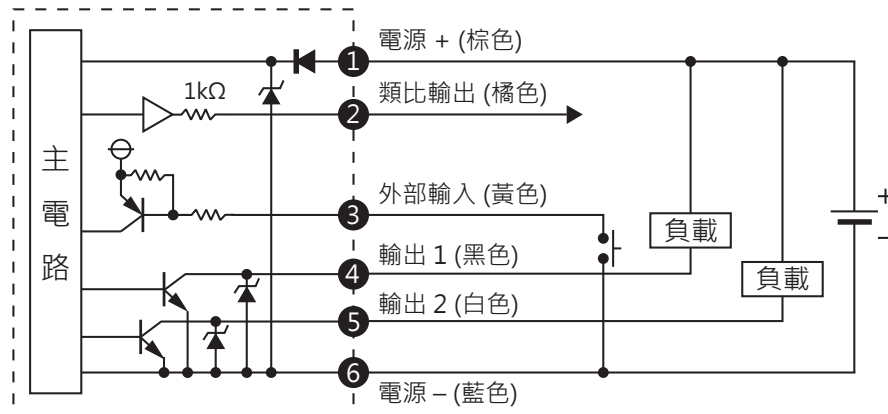 電源 + (棕色)
1
1kΩ
類比輸出 (橘色)
2
主電路
外部輸入 (黃色)
3
+
負載
−
輸出 1 (黑色)
4
負載
輸出 2 (白色)
5
6
電源 – (藍色)